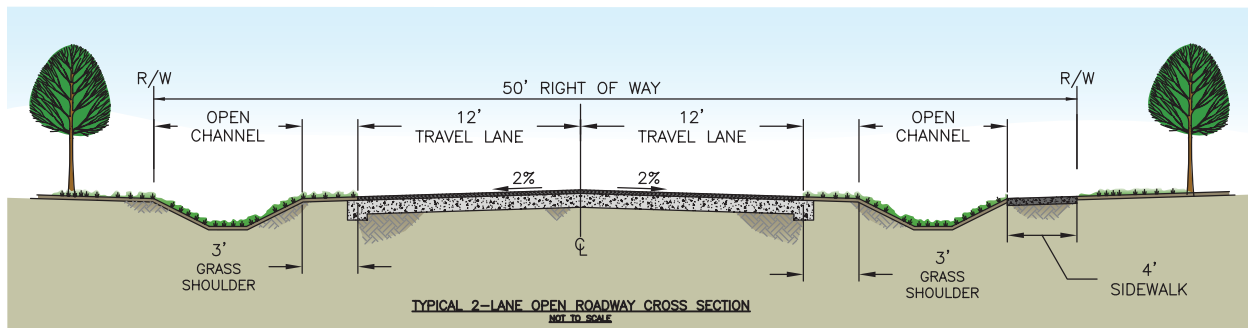 R/W
R/W
50' RIGHT OF WAY
OPEN
CHANNEL
12'
TRAVEL LANE
12'
TRAVEL LANE
OPEN
CHANNEL
2%
2%
3'
GRASS
SHOULDER
℄
3'
GRASS
SHOULDER
4'
SIDEWALK
TYPICAL 2-LANE OPEN ROADWAY CROSS SECTION
NOT TO SCALE